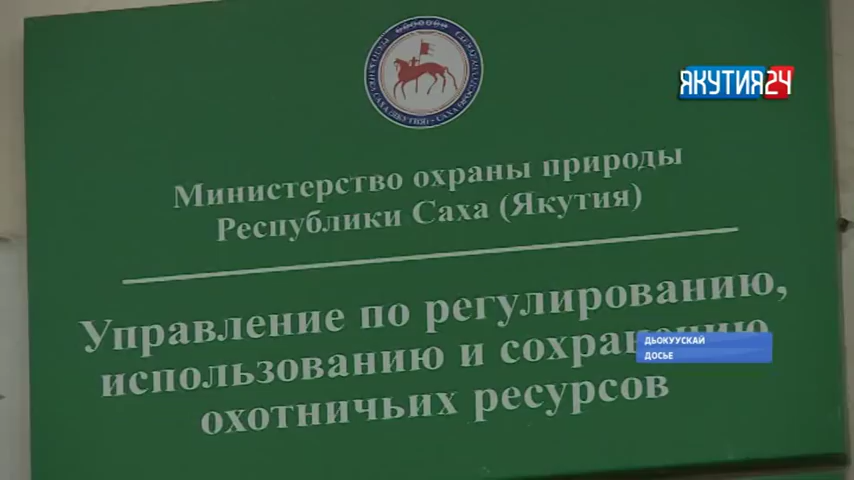 ЯКУТИЯ24
Министерство охраны природы
Республики Саха (Якутия)
Управление по регулированию,
использованию и сохранению
охотничьих ресурсов
ДЬОКУУСКАЙ
ДОСЬЕ